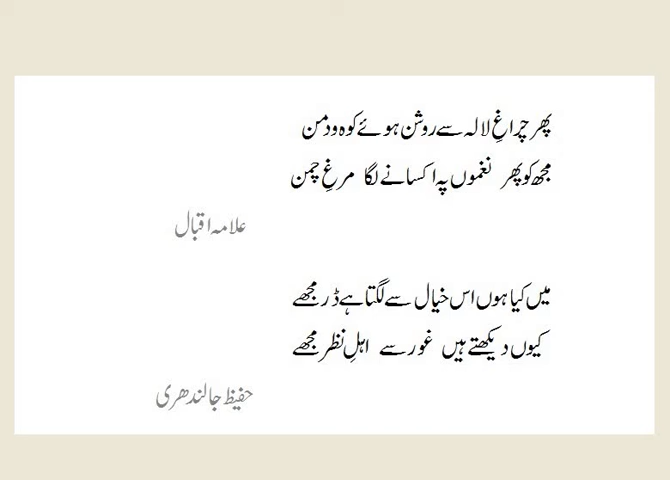 پھر چراغِ لالہ سے روشن ہوئے کوہ و دمن
مجھ کو پھر نغموں پہ اکسانے لگا مرغِ چمن
علامہ اقبال
میں کیا ہوں اس خیال سے لگتا ہے ڈر مجھے
کیوں دیکھتے ہیں غور سے اہلِ نظر مجھے
حفیظ جالندھری